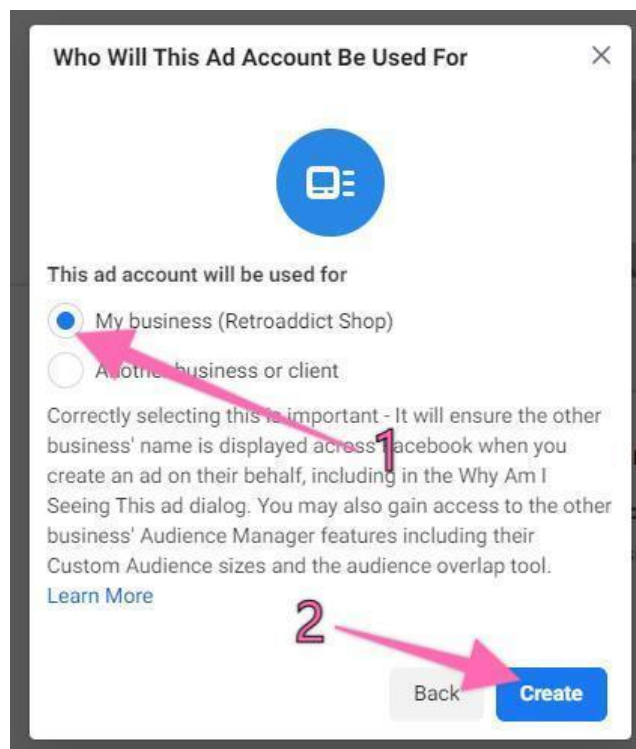 Who Will This Ad Account Be Used For
This ad account will be used for
My business (Retroaddict Shop)
Another business or client
Correctly selecting this is important - It will ensure the other
business' name is displayed across Facebook when you
create an ad on their behalf, including in the Why Am I
Seeing This ad dialog. You may also gain access to the other
business' Audience Manager features including their
Custom Audience sizes and the audience overlap tool.
Learn More
1
2
Back
Create